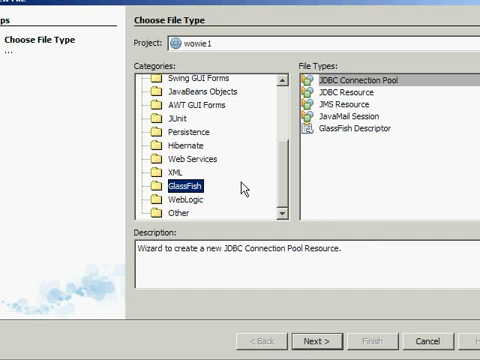 ps
Choose File Type
...
Choose File Type
Project:
wowie1
Categories:
Swing GUI Forms
JavaBeans Objects
AWT GUI Forms
JUnit
Persistence
Hibernate
Web Services
XML
GlassFish
WebLogic
Other
File Types:
JDBC Connection Pool
JDBC Resource
JMS Resource
JavaMail Session
GlassFish Descriptor
Description:
Wizard to create a new JDBC Connection Pool Resource.
< Back
Next >
Finish
Cancel
H